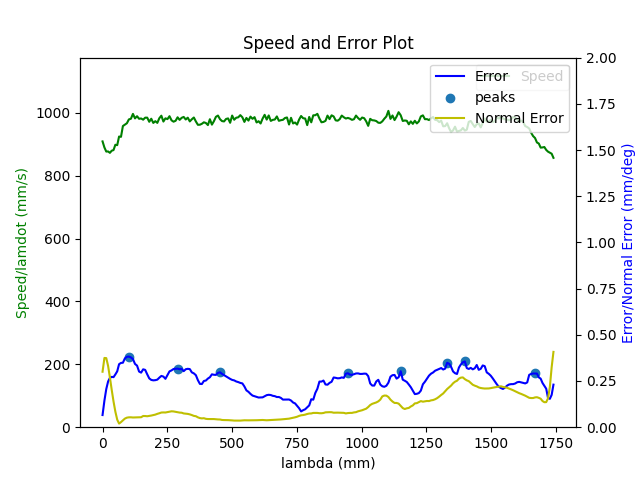 Speed and Error Plot
Speed/lamdot (mm/s)
1000
800
600
400
200
0
Error
peaks
Normal Error
Speed
2.00
1.75
1.50
1.25
1.00
0.75
0.50
0.25
0.00
Error/Normal Error (mm/deg)
0 250 500 750 1000 1250 1500 1750
lambda (mm)